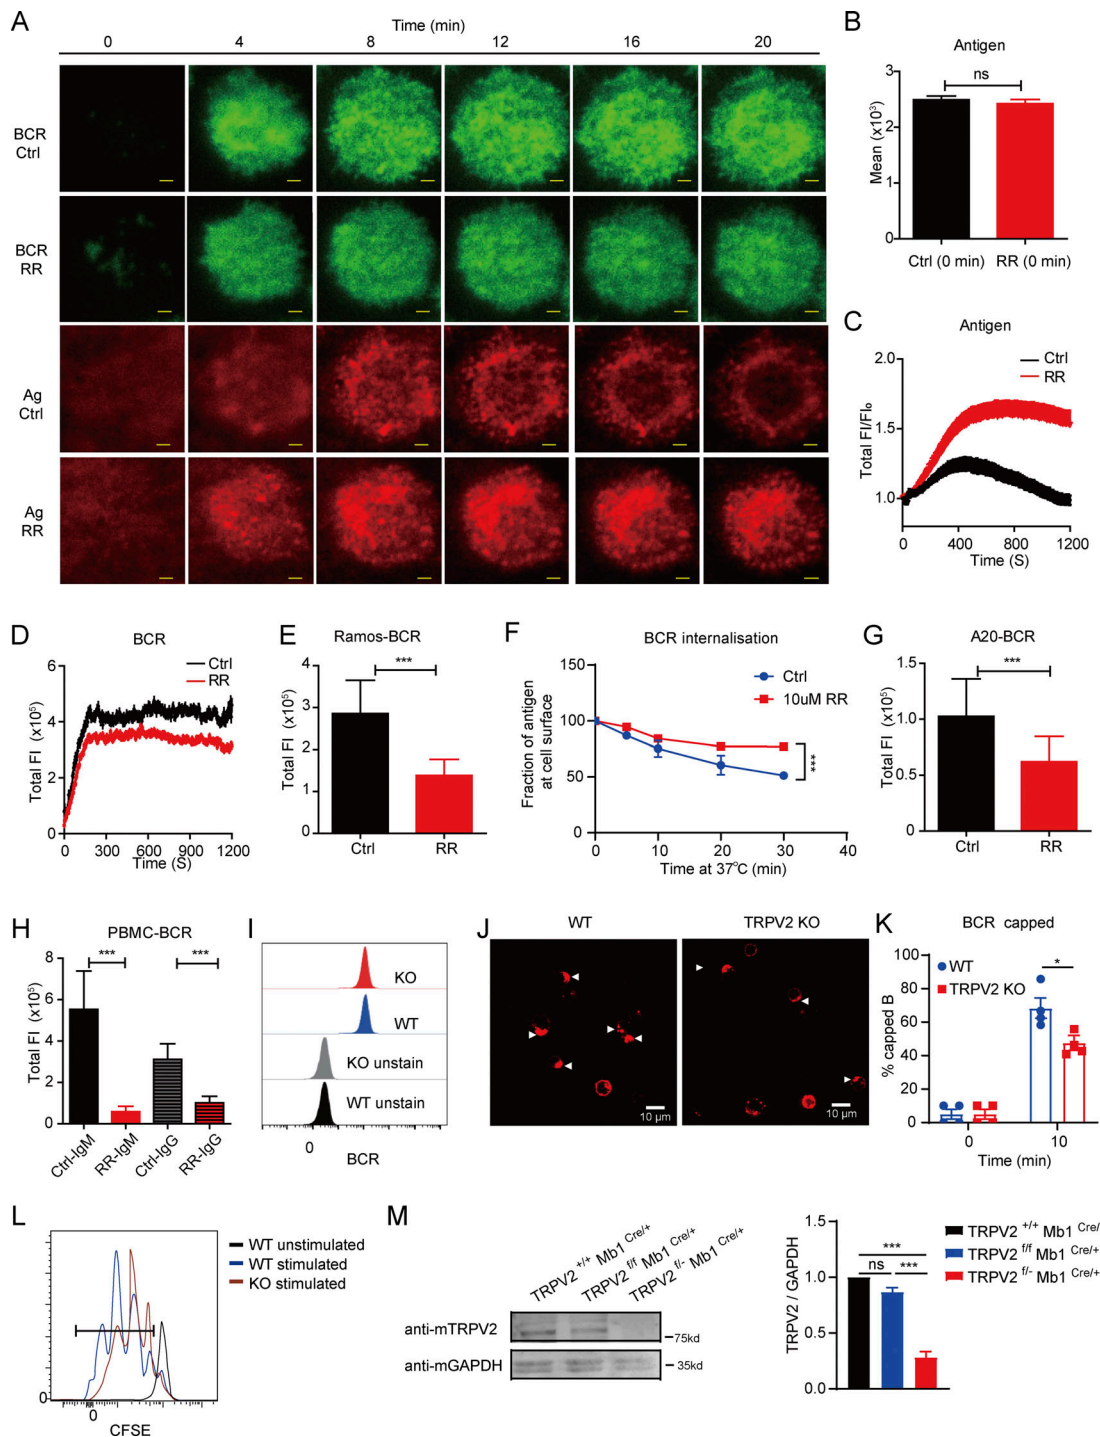 A
Time (min)
0 4 8 12 16 20
BCR
Ctrl
BCR
RR
Ag
Ctrl
Ag
RR
B
Antigen
ns
Mean (x10³)
3
2
1
0
Ctrl (0 min) RR (0 min)
C
Antigen
Ctrl
RR
Total FI/FI₀
2.0
1.5
1.0
0 400 800 1200
Time (S)
D
BCR
Ctrl
RR
Total FI (x10⁵)
6
4
2
0
0 300 600 900 1200
Time (S)
E
Ramos-BCR
***
Total FI (x10⁵)
4
3
2
1
0
Ctrl RR
F
BCR internalisation
Ctrl
10uM RR
***
Fraction of antigen
at cell surface
150
100
50
0
0 10 20 30 40
Time at 37°C (min)
G
A20-BCR
***
Total FI (x10⁵)
1.5
1.0
0.5
0
Ctrl RR
H
PBMC-BCR
*** ***
Total FI (x10⁵)
8
6
4
2
0
Ctrl-IgM RR-IgM Ctrl-IgG RR-IgG
I
KO
WT
KO unstain
WT unstain
0
BCR
J
WT TRPV2 KO
10 µm 10 µm
K
BCR capped
WT
TRPV2 KO
*
% capped B
100
80
60
40
20
0
0 10
Time (min)
L
WT unstimulated
WT stimulated
KO stimulated
0
0
CFSE
M
TRPV2 +/+ Mb1 Cre/+
TRPV2 f/f Mb1 Cre/+
TRPV2 f/- Mb1 Cre/+
anti-mTRPV2
75kd
anti-mGAPDH
35kd
TRPV2 / GAPDH
1.5
1.0
0.5
0.0
***
ns ***
TRPV2 +/+ Mb1 Cre/
TRPV2 f/f Mb1 Cre/+
TRPV2 f/- Mb1 Cre/+